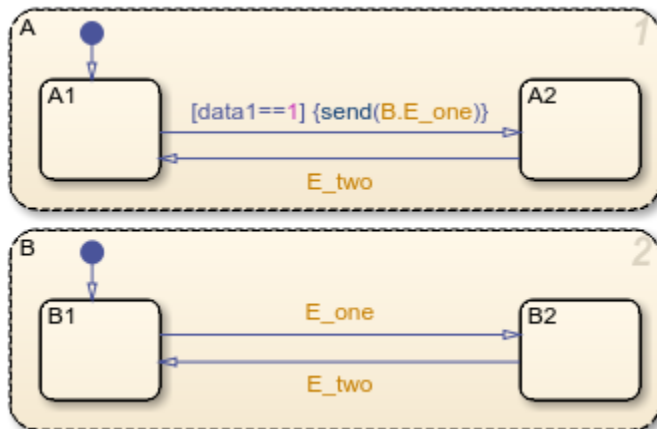 A
1
A1
[data1==1] {send(B.E_one)}
A2
E_two
B
2
B1
E_one
B2
E_two